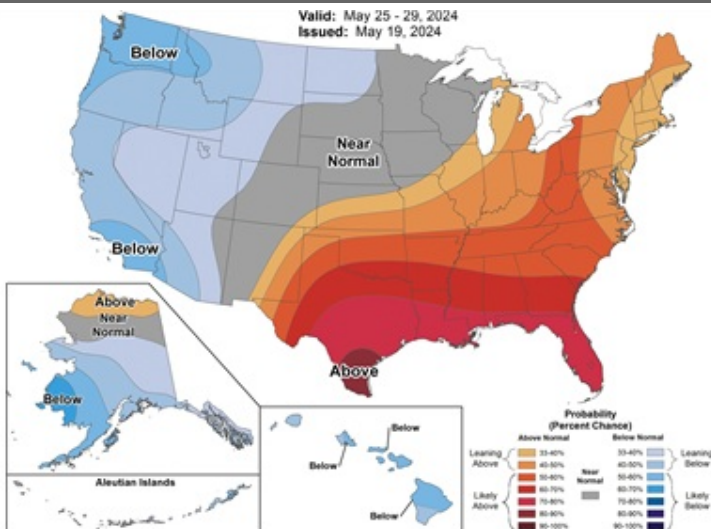 Valid: May 25 - 29, 2024
Issued: May 19, 2024
Below
Near
Normal
Below
Above
Above
Near
Normal
Below
Aleutian Islands
Below
Below
Below
Probability
(Percent Chance)
Above Normal
Below Normal
Leaning
Above
33-40%
40-50%
Likely
Above
50-60%
60-70%
70-80%
80-90%
90-100%
Near
Normal
33-40%
40-50%
Leaning
Below
50-60%
60-70%
70-80%
80-90%
90-100%
Likely
Below